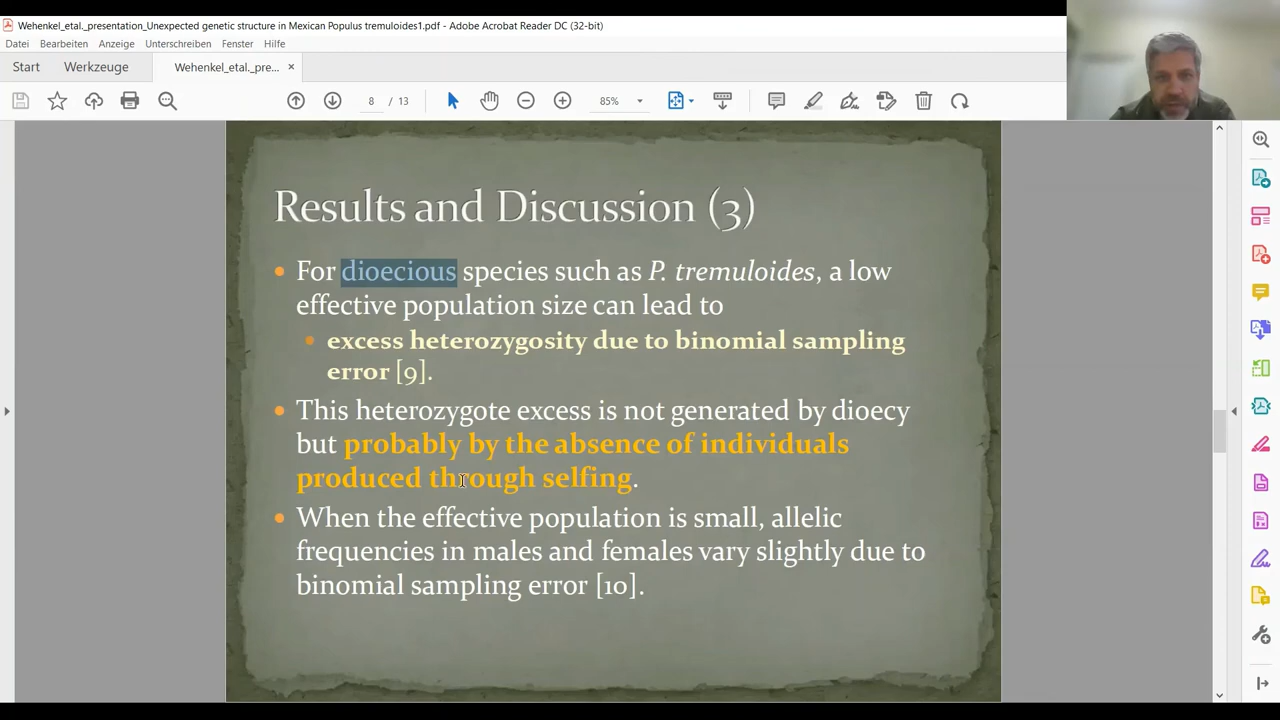 Wehenkel_etal._presentation_Unexpected genetic structure in Mexican Populus tremuloides1.pdf - Adobe Acrobat Reader DC (32-bit)
Datei Bearbeiten Anzeige Unterschreiben Fenster Hilfe
Start Werkzeuge Wehenkel_etal._pre... ×
8 / 13 85%
Results and Discussion (3)
• For dioecious species such as P. tremuloides, a low
effective population size can lead to
• excess heterozygosity due to binomial sampling
error [9].
• This heterozygote excess is not generated by dioecy
but probably by the absence of individuals
produced through selfing.
• When the effective population is small, allelic
frequencies in males and females vary slightly due to
binomial sampling error [10].